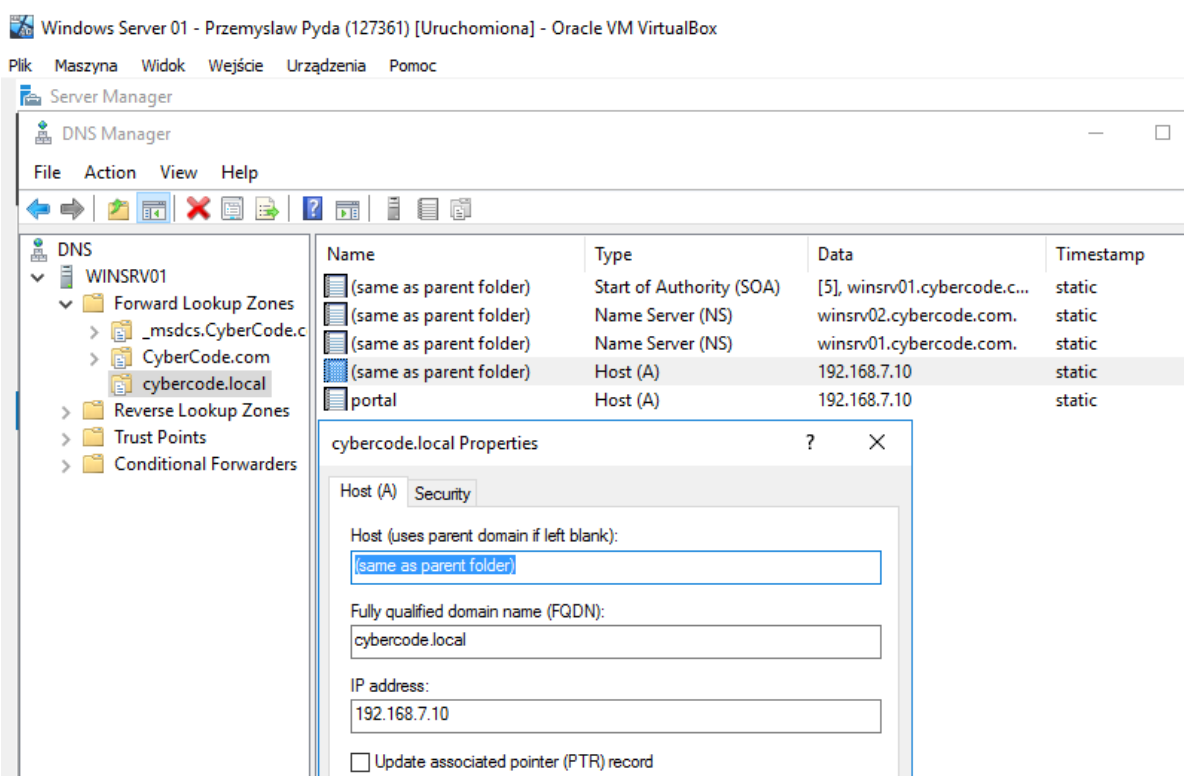 Windows Server 01 - Przemyslaw Pyda (127361) [Uruchomiona] - Oracle VM VirtualBox
Plik Maszyna Widok Wejście Urządzenia Pomoc
Server Manager
DNS Manager
File Action View Help
DNS
WINSRV01
Forward Lookup Zones
_msdcs.CyberCode.c
CyberCode.com
cybercode.local
Reverse Lookup Zones
Trust Points
Conditional Forwarders
Name Type Data Timestamp
(same as parent folder) Start of Authority (SOA) [5], winsrv01.cybercode.c... static
(same as parent folder) Name Server (NS) winsrv02.cybercode.com. static
(same as parent folder) Name Server (NS) winsrv01.cybercode.com. static
(same as parent folder) Host (A) 192.168.7.10 static
portal Host (A) 192.168.7.10 static
cybercode.local Properties ?
Host (A) Security
Host (uses parent domain if left blank):
(same as parent folder)
Fully qualified domain name (FQDN):
cybercode.local
IP address:
192.168.7.10
Update associated pointer (PTR) record